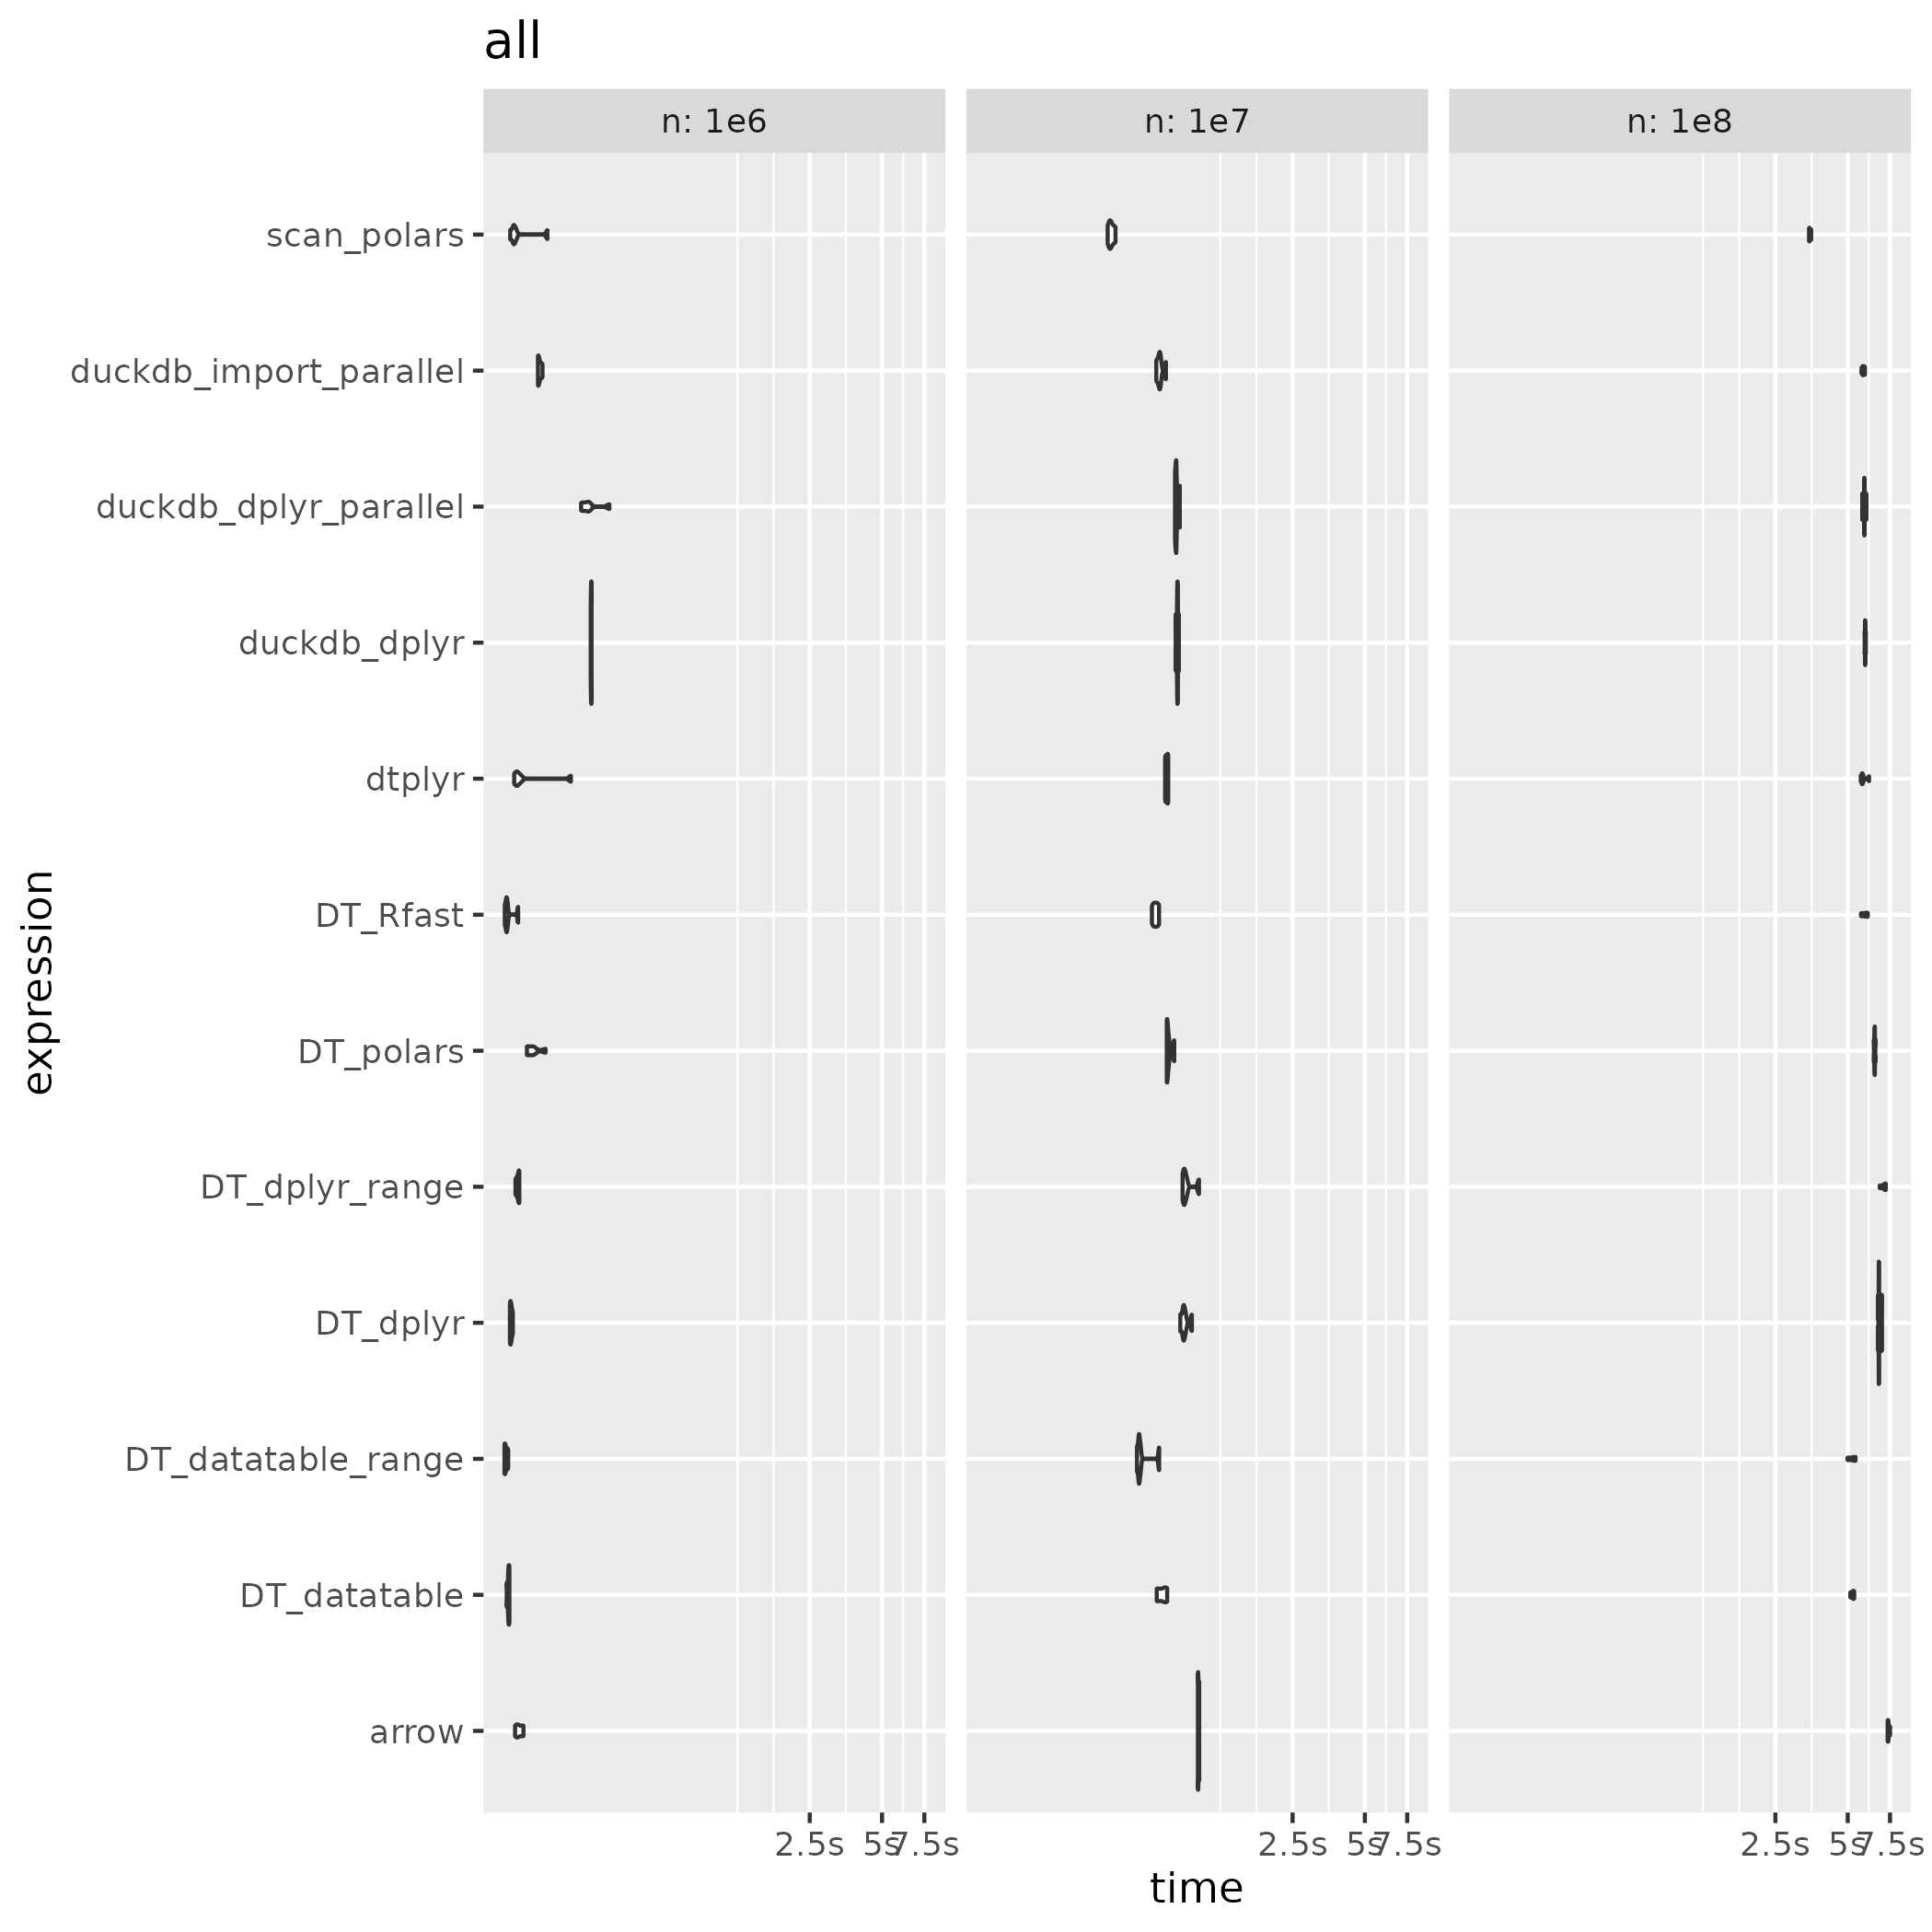 all
n: 1e6
n: 1e7
n: 1e8
expression
scan_polars
duckdb_import_parallel
duckdb_dplyr_parallel
duckdb_dplyr
dtplyr
DT_Rfast
DT_polars
DT_dplyr_range
DT_dplyr
DT_datatable_range
DT_datatable
arrow
2.5s 5s 7.5s
2.5s 5s 7.5s
2.5s 5s 7.5s
time